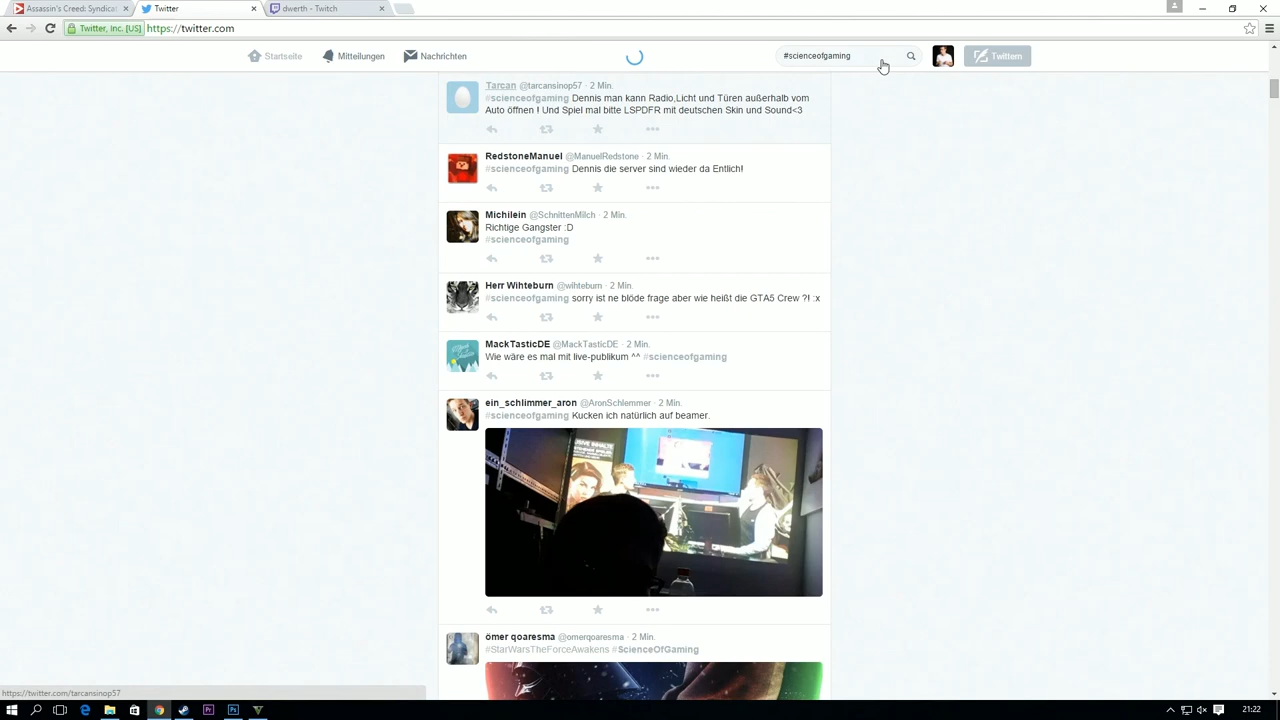 Assassin's Creed: Syndicat
Twitter
dwerth - Twitch
Twitter, Inc. [US]
https://twitter.com
Startseite
Mitteilungen
Nachrichten
#scienceofgaming
Twittern
Tarcan @tarcansinop57 · 2 Min.
#scienceofgaming Dennis man kann Radio,Licht und Türen außerhalb vom
Auto öffnen ! Und Spiel mal bitte LSPDFR mit deutschen Skin und Sound<3
RedstoneManuel @ManuelRedstone · 2 Min.
#scienceofgaming Dennis die server sind wieder da Entlich!
Michilein @SchnittenMilch · 2 Min.
Richtige Gangster :D
#scienceofgaming
Herr Wihteburn @wihteburn · 2 Min.
#scienceofgaming sorry ist ne blöde frage aber wie heißt die GTA5 Crew ?! :x
MackTasticDE @MackTasticDE · 2 Min.
Wie wäre es mal mit live-publikum ^^ #scienceofgaming
ein_schlimmer_aron @AronSchlemmer · 2 Min.
#scienceofgaming Kucken ich natürlich auf beamer.
ömer qoaresma @omerqoaresma · 2 Min.
#StarWarsTheForceAwakens #ScienceOfGaming
https://twitter.com/tarcansinop57
21:22